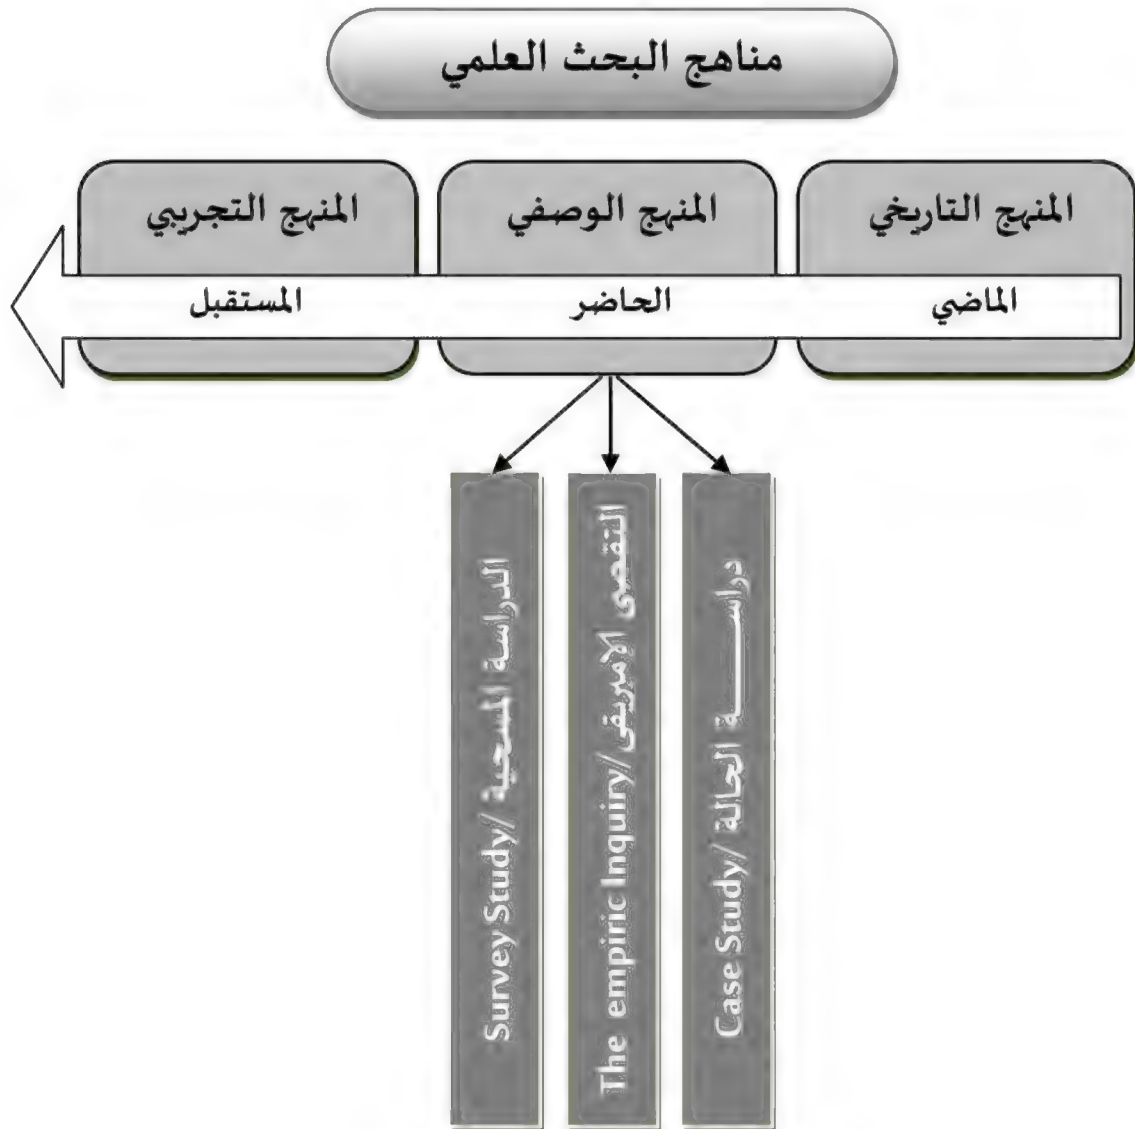 مناهج البحث العلمي
المنهج التاريخي
المنهج الوصفي
المنهج التجريبي
الماضي
الحاضر
المستقبل
دراســـــة الحالة /Case Study
التقصي الامبريقي/The empiric Inquiry
الدراسة المسحية /Survey Study